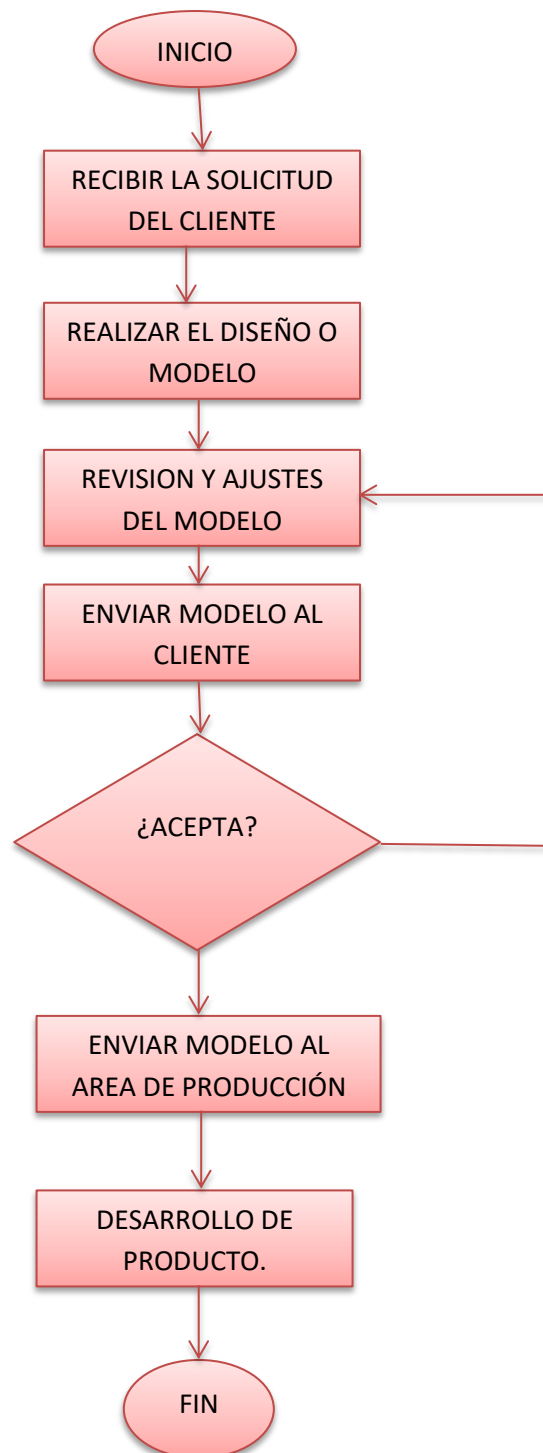 INICIO
RECIBIR LA SOLICITUD
DEL CLIENTE
REALIZAR EL DISEÑO O
MODELO
REVISION Y AJUSTES
DEL MODELO
ENVIAR MODELO AL
CLIENTE
¿ACEPTA?
ENVIAR MODELO AL
AREA DE PRODUCCIÓN
DESARROLLO DE
PRODUCTO.
FIN